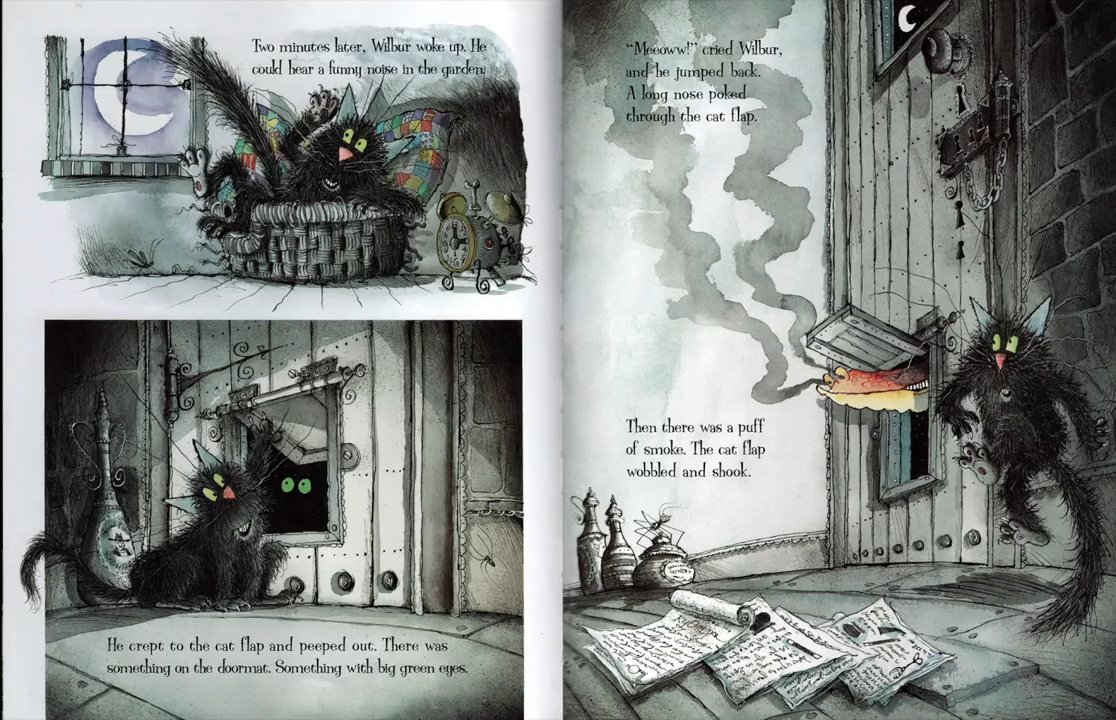 Two minutes later, Wilbur woke up. He
could hear a funny noise in the garden.
He crept to the cat flap and peeped out. There was
something on the doormat. Something with big green eyes.
“Meeoww!” cried Wilbur,
and he jumped back.
A long nose poked
through the cat flap.
Then there was a puff
of smoke. The cat flap
wobbled and shook.